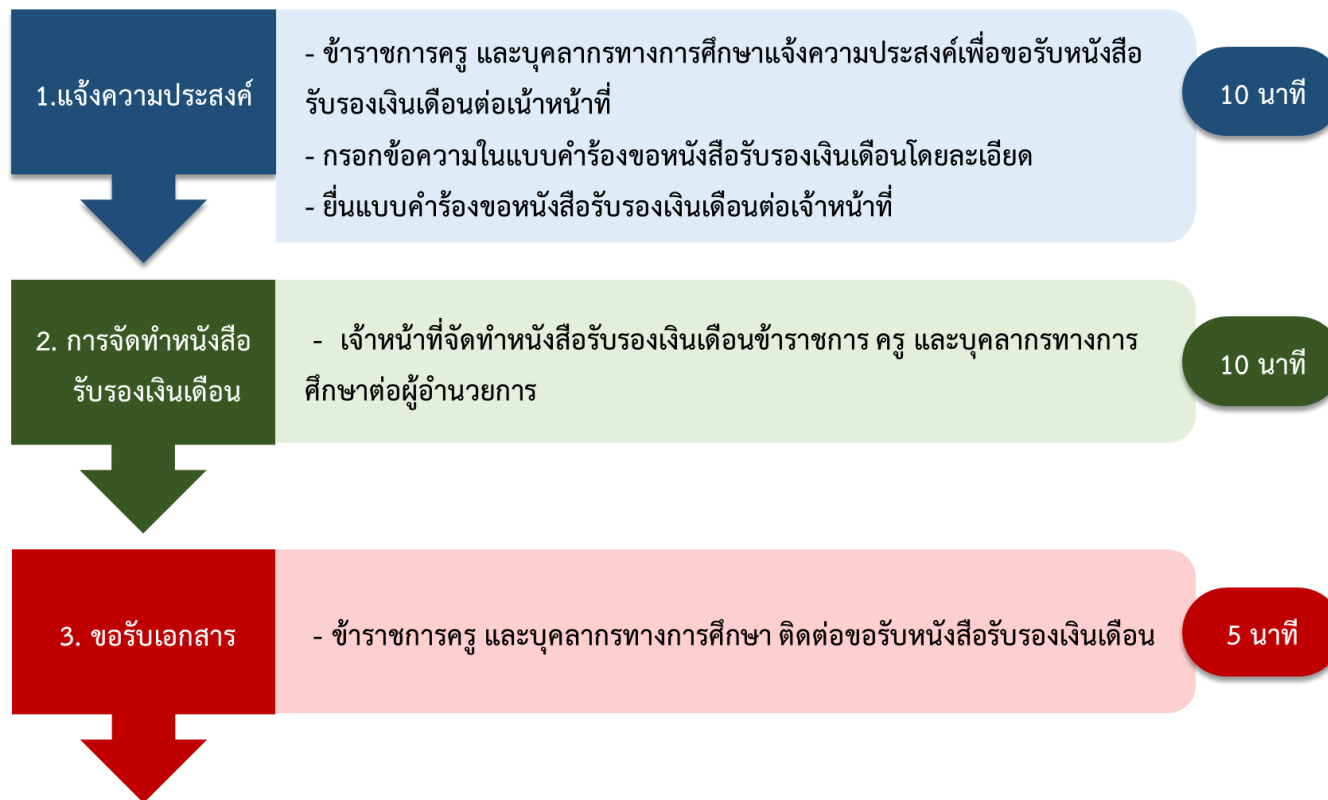 1.แจ้งความประสงค์
- ข้าราชการครู และบุคลากรทางการศึกษาแจ้งความประสงค์เพื่อขอรับหนังสือ
รับรองเงินเดือนต่อเน้าหน้าที่
- กรอกข้อความในแบบคำร้องขอหนังสือรับรองเงินเดือนโดยละเอียด
- ยื่นแบบคำร้องขอหนังสือรับรองเงินเดือนต่อเจ้าหน้าที่
10 นาที
2. การจัดทำหนังสือ
รับรองเงินเดือน
- เจ้าหน้าที่จัดทำหนังสือรับรองเงินเดือนข้าราชการ ครู และบุคลากรทางการ
ศึกษาต่อผู้อำนวยการ
10 นาที
3. ขอรับเอกสาร
- ข้าราชการครู และบุคลากรทางการศึกษา ติดต่อขอรับหนังสือรับรองเงินเดือน
5 นาที